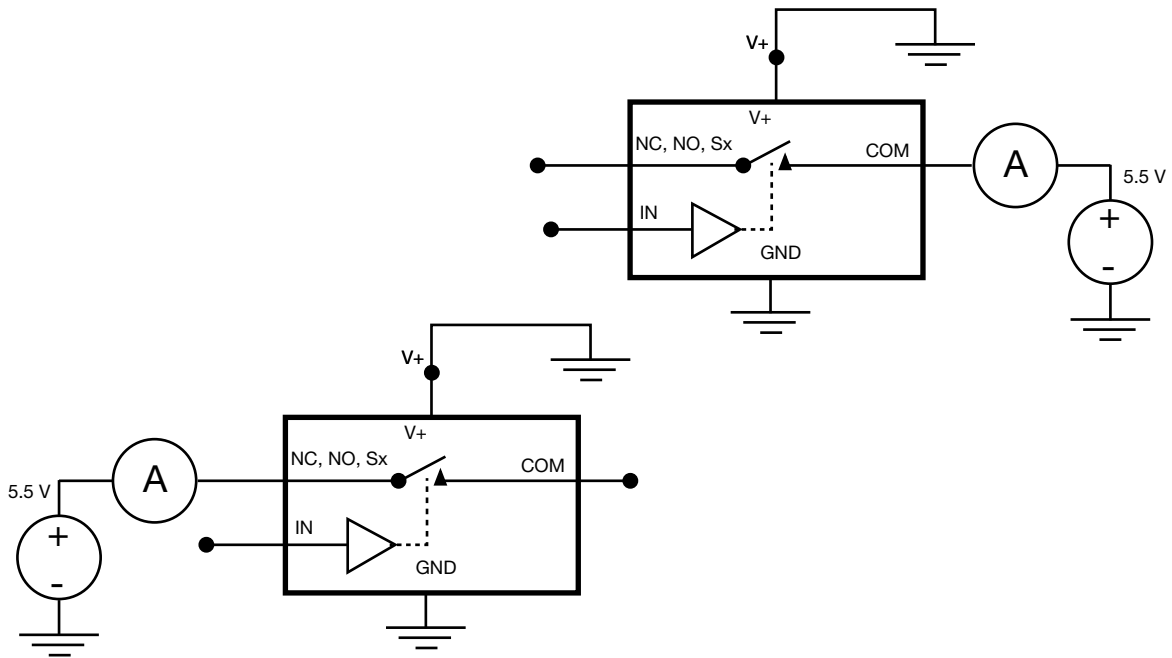 V+
V+
NC, NO, Sx
COM
A
5.5 V
+
-
IN
GND
V+
V+
NC, NO, Sx
COM
A
5.5 V
+
-
IN
GND